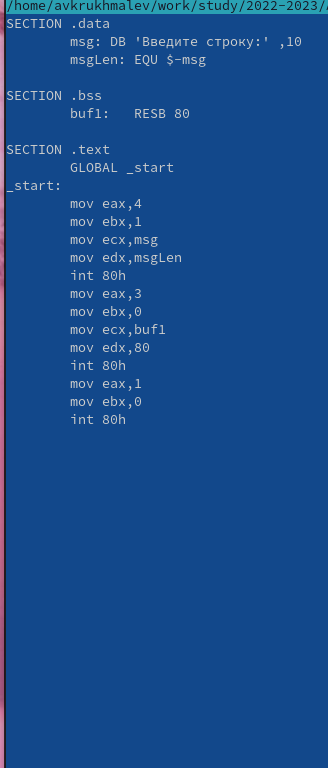 /home/avkrukhmalev/work/study/2022-2023/
SECTION .data
msg: DB 'Введите строку:' ,10
msgLen: EQU $-msg
SECTION .bss
buf1: RESB 80
SECTION .text
GLOBAL _start
_start:
mov eax,4
mov ebx,1
mov ecx,msg
mov edx,msgLen
int 80h
mov eax,3
mov ebx,0
mov ecx,buf1
mov edx,80
int 80h
mov eax,1
mov ebx,0
int 80h